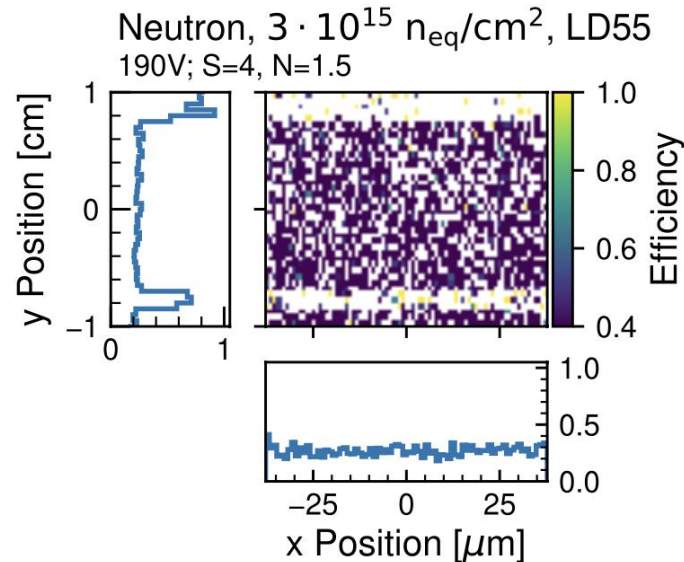 Neutron, 3 · 10¹⁵ n_eq/cm², LD55
190V; S=4, N=1.5
1
0
−1
y Position [cm]
0 1
1.0
0.8
0.6
0.4
Efficiency
1.0
0.5
0.0
−25 0 25
x Position [μm]